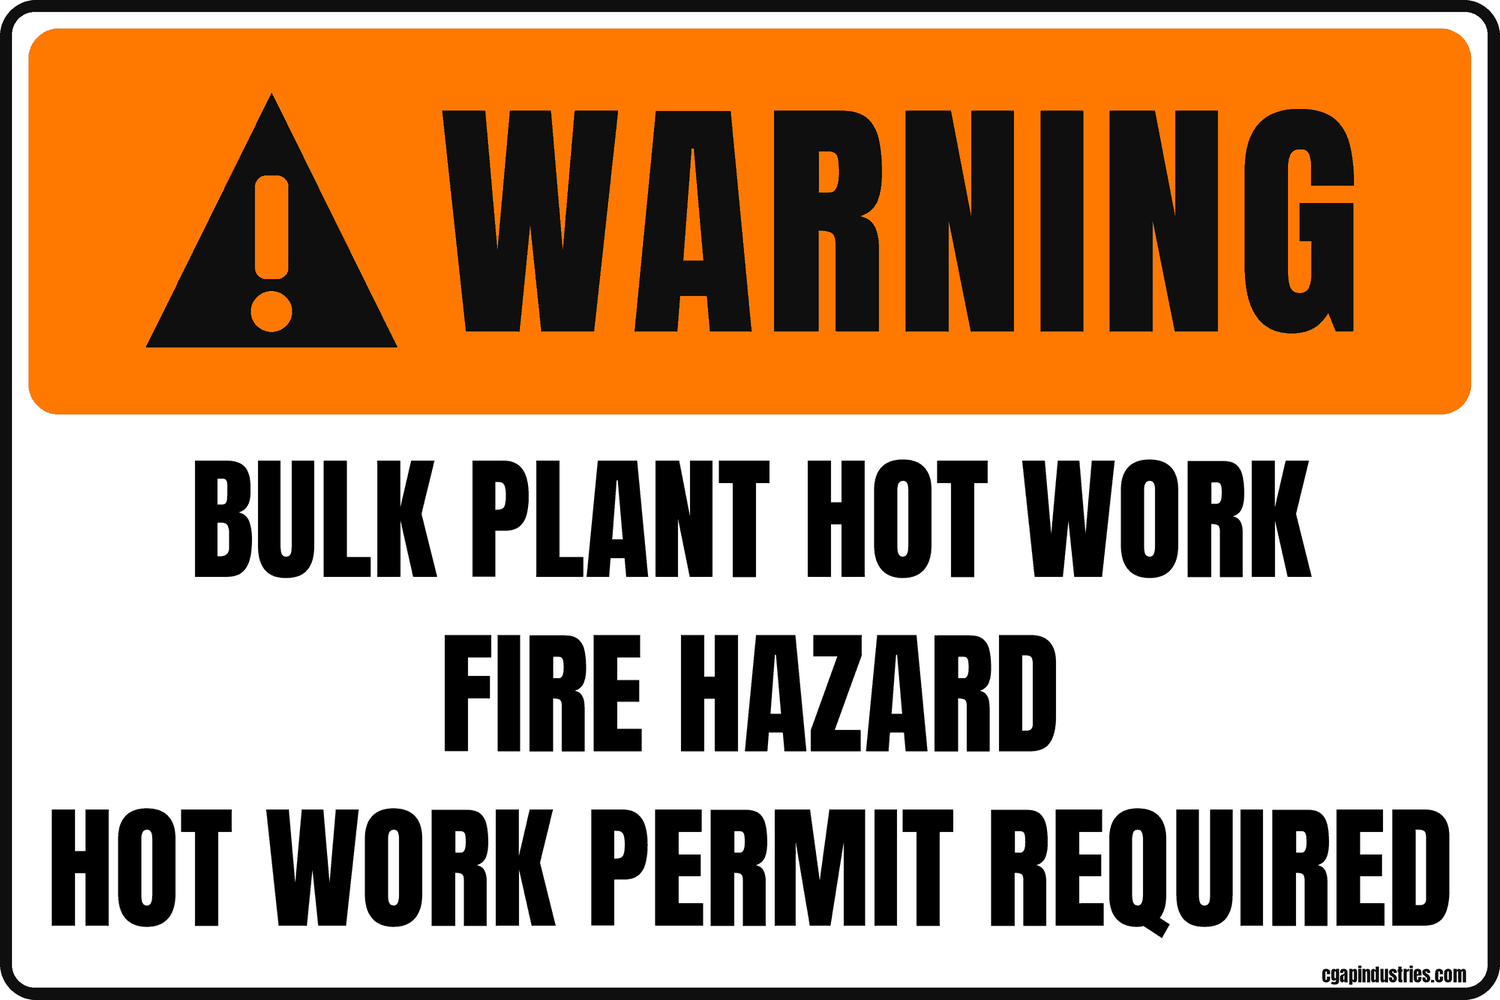 WARNING
BULK PLANT HOT WORK
FIRE HAZARD
HOT WORK PERMIT REQUIRED
cgapindustries.com